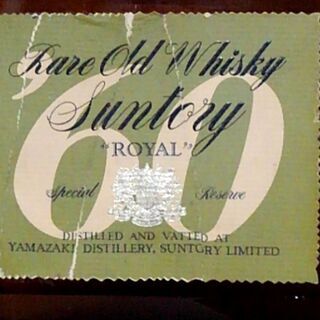 Rare Old Whisky
Suntory
'60
"ROYAL"
Special Reserve
DISTILLED AND VATTED AT
YAMAZAKI DISTILLERY, SUNTORY LIMITED